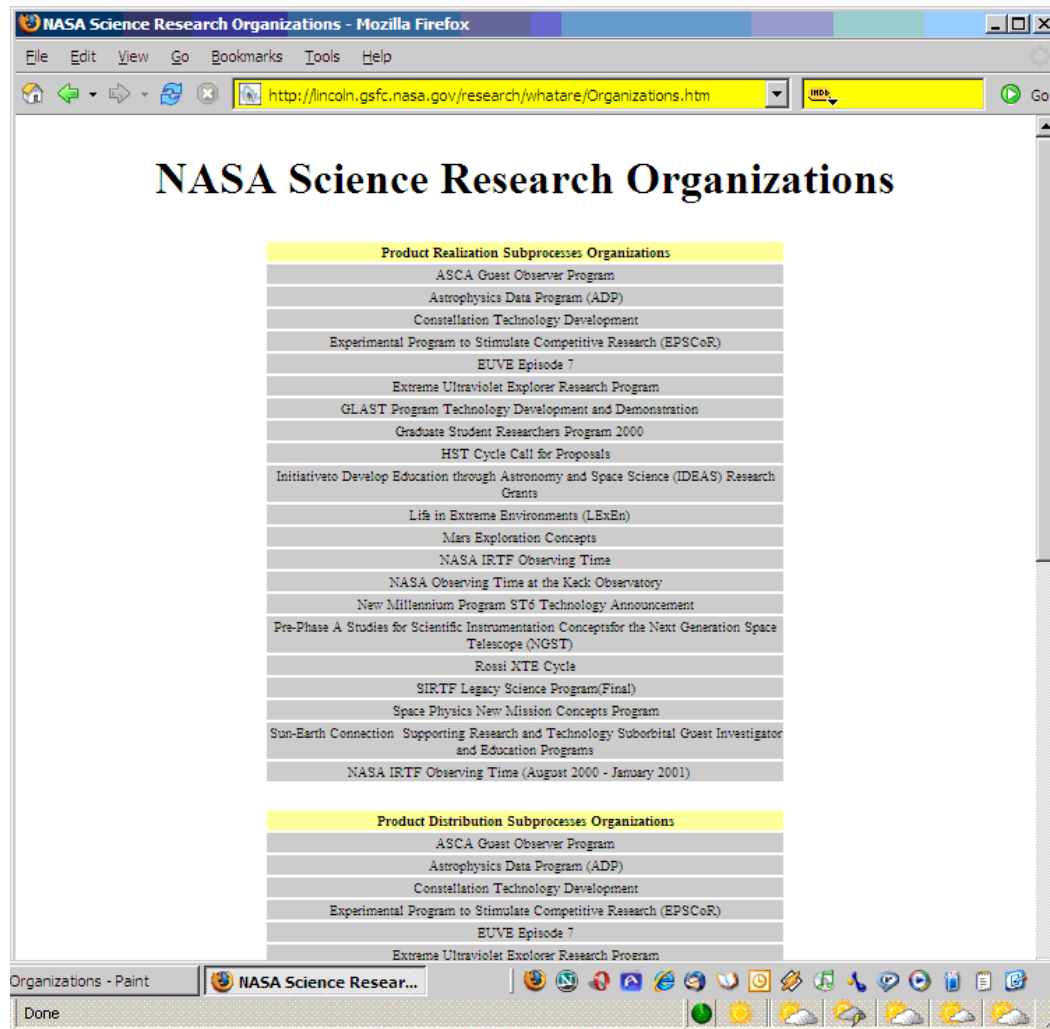 NASA Science Research Organizations - Mozilla Firefox
File Edit View Go Bookmarks Tools Help
http://lincoln.gsfc.nasa.gov/research/whatare/Organizations.htm IMDb Go
NASA Science Research Organizations
Product Realization Subprocesses Organizations
ASCA Guest Observer Program
Astrophysics Data Program (ADP)
Constellation Technology Development
Experimental Program to Stimulate Competitive Research (EPSCoR)
EUVE Episode 7
Extreme Ultraviolet Explorer Research Program
GLAST Program Technology Development and Demonstration
Graduate Student Researchers Program 2000
HST Cycle Call for Proposals
Initiativeto Develop Education through Astronomy and Space Science (IDEAS) Research
Grants
Life in Extreme Environments (LExEn)
Mars Exploration Concepts
NASA IRTF Observing Time
NASA Observing Time at the Keck Observatory
New Millennium Program ST6 Technology Announcement
Pre-Phase A Studies for Scientific Instrumentation Conceptsfor the Next Generation Space
Telescope (NGST)
Rossi XTE Cycle
SIRTF Legacy Science Program(Final)
Space Physics New Mission Concepts Program
Sun-Earth Connection Supporting Research and Technology Suborbital Guest Investigator
and Education Programs
NASA IRTF Observing Time (August 2000 - January 2001)
Product Distribution Subprocesses Organizations
ASCA Guest Observer Program
Astrophysics Data Program (ADP)
Constellation Technology Development
Experimental Program to Stimulate Competitive Research (EPSCoR)
EUVE Episode 7
Extreme Ultraviolet Explorer Research Program
Organizations - Paint NASA Science Resear...
Done